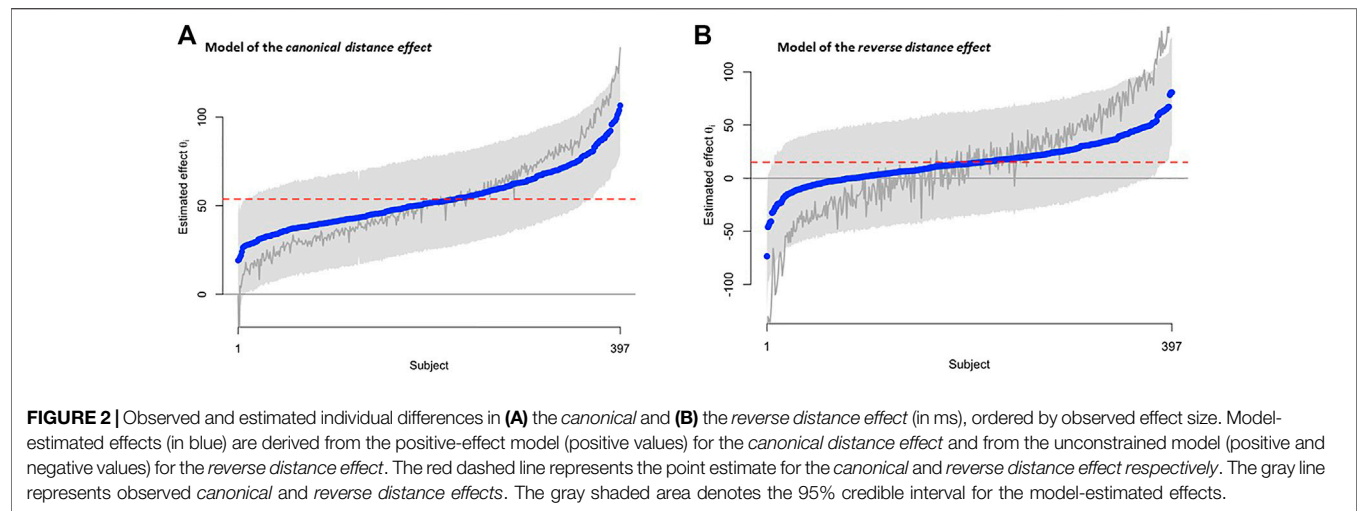 A
Model of the canonical distance effect
Estimated effect θi
100
50
0
1
397
Subject
B
Model of the reverse distance effect
Estimated effect θi
100
50
0
-50
-100
1
397
Subject
FIGURE 2 | Observed and estimated individual differences in (A) the canonical and (B) the reverse distance effect (in ms), ordered by observed effect size. Model-
estimated effects (in blue) are derived from the positive-effect model (positive values) for the canonical distance effect and from the unconstrained model (positive and
negative values) for the reverse distance effect. The red dashed line represents the point estimate for the canonical and reverse distance effect respectively. The gray line
represents observed canonical and reverse distance effects. The gray shaded area denotes the 95% credible interval for the model-estimated effects.